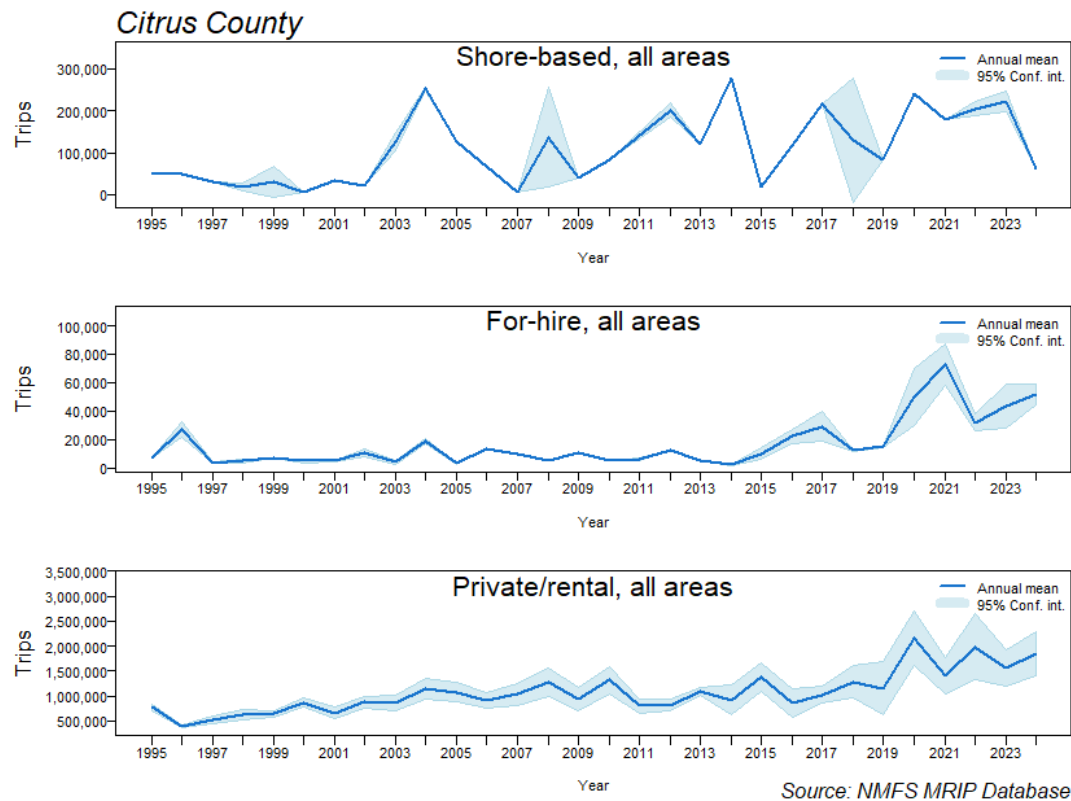 Citrus County
Shore-based, all areas
Annual mean
95% Conf. int.
Trips
300,000
200,000
100,000
0
1995 1997 1999 2001 2003 2005 2007 2009 2011 2013 2015 2017 2019 2021 2023
Year
For-hire, all areas
Annual mean
95% Conf. int.
Trips
100,000
80,000
60,000
40,000
20,000
0
1995 1997 1999 2001 2003 2005 2007 2009 2011 2013 2015 2017 2019 2021 2023
Year
Private/rental, all areas
Annual mean
95% Conf. int.
Trips
3,500,000
3,000,000
2,500,000
2,000,000
1,500,000
1,000,000
500,000
1995 1997 1999 2001 2003 2005 2007 2009 2011 2013 2015 2017 2019 2021 2023
Year
Source: NMFS MRIP Database